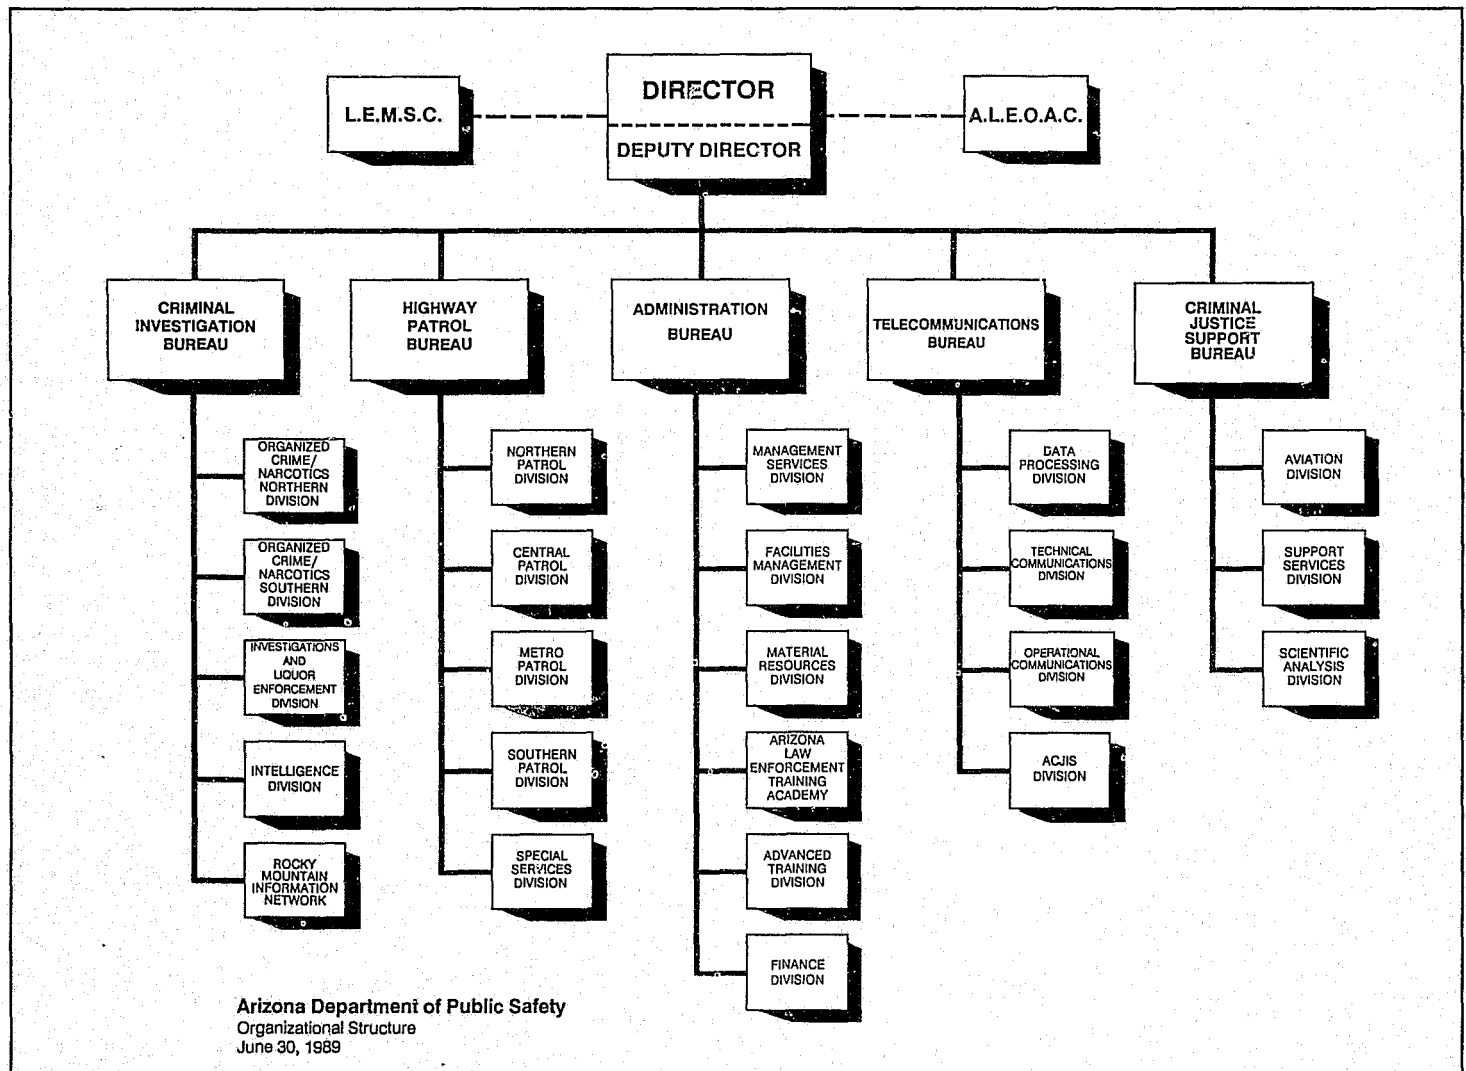 DIRECTOR
DEPUTY DIRECTOR
L.E.M.S.C.
A.L.E.O.A.C.
CRIMINAL
INVESTIGATION
BUREAU
HIGHWAY
PATROL
BUREAU
ADMINISTRATION
BUREAU
TELECOMMUNICATIONS
BUREAU
CRIMINAL
JUSTICE
SUPPORT
BUREAU
ORGANIZED
CRIME/
NARCOTICS
NORTHERN
DIVISION
ORGANIZED
CRIME/
NARCOTICS
SOUTHERN
DIVISION
INVESTIGATIONS
AND
LIQUOR
ENFORCEMENT
DIVISION
INTELLIGENCE
DIVISION
ROCKY
MOUNTAIN
INFORMATION
NETWORK
NORTHERN
PATROL
DIVISION
CENTRAL
PATROL
DIVISION
METRO
PATROL
DIVISION
SOUTHERN
PATROL
DIVISION
SPECIAL
SERVICES
DIVISION
MANAGEMENT
SERVICES
DIVISION
FACILITIES
MANAGEMENT
DIVISION
MATERIAL
RESOURCES
DIVISION
ARIZONA
LAW
ENFORCEMENT
TRAINING
ACADEMY
ADVANCED
TRAINING
DIVISION
FINANCE
DIVISION
DATA
PROCESSING
DIVISION
TECHNICAL
COMMUNICATIONS
DIVISION
OPERATIONAL
COMMUNICATIONS
DIVISION
ACJIS
DIVISION
AVIATION
DIVISION
SUPPORT
SERVICES
DIVISION
SCIENTIFIC
ANALYSIS
DIVISION
Arizona Department of Public Safety
Organizational Structure
June 30, 1989